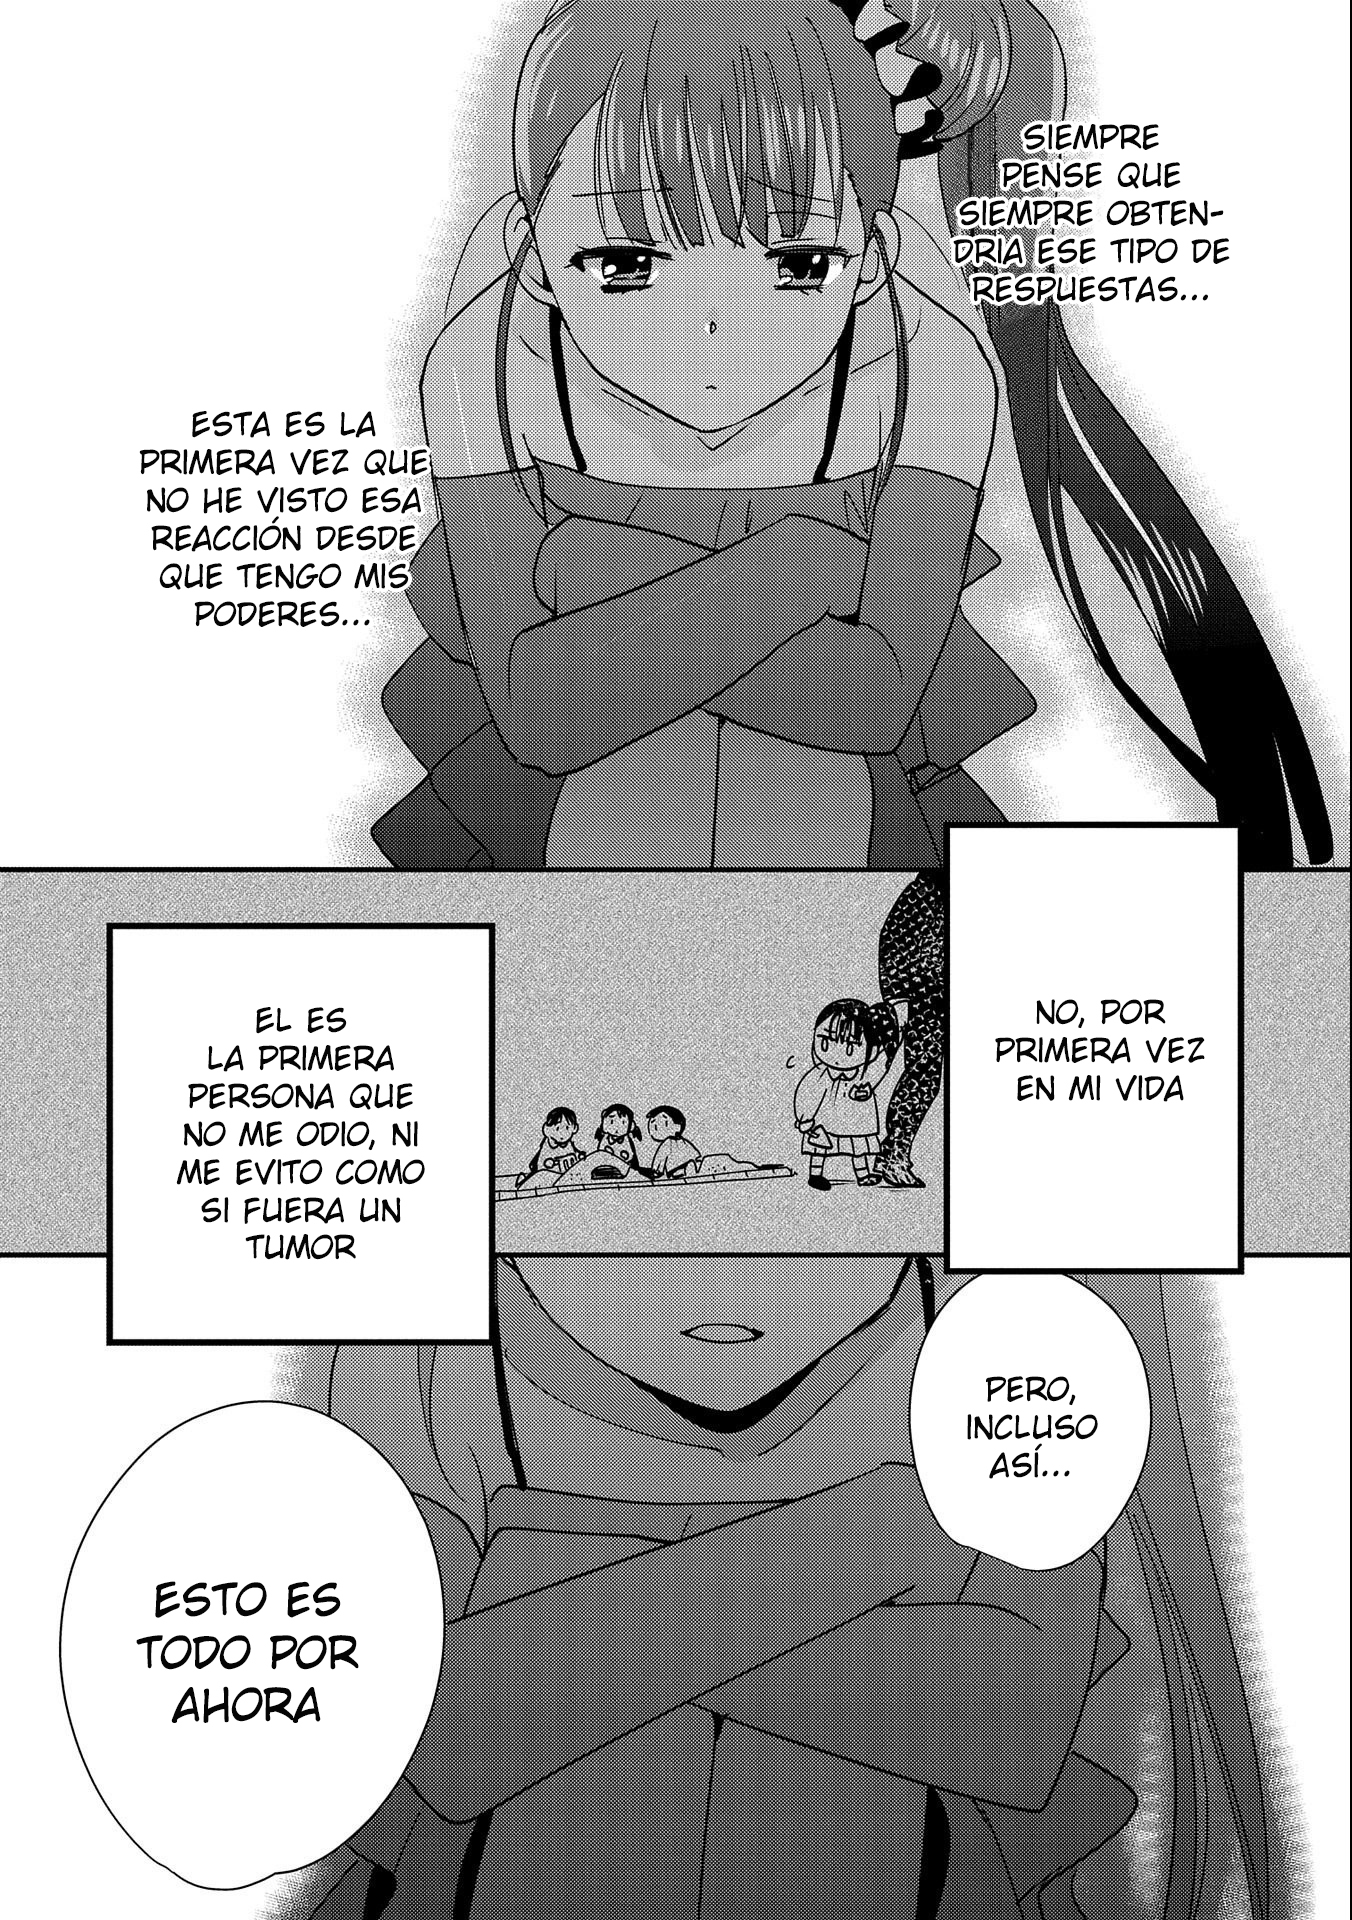 SIEMPRE
PENSE QUE
SIEMPRE OBTEN-
DRIA ESE TIPO DE
RESPUESTAS...
ESTA ES LA
PRIMERA VEZ QUE
NO HE VISTO ESA
REACCIÓN DESDE
QUE TENGO MIS
PODERES...
NO, POR
PRIMERA VEZ
EN MI VIDA
EL ES
LA PRIMERA
PERSONA QUE
NO ME ODIO, NI
ME EVITO COMO
SI FUERA UN
TUMOR
PERO,
INCLUSO
ASÍ...
ESTO ES
TODO POR
AHORA